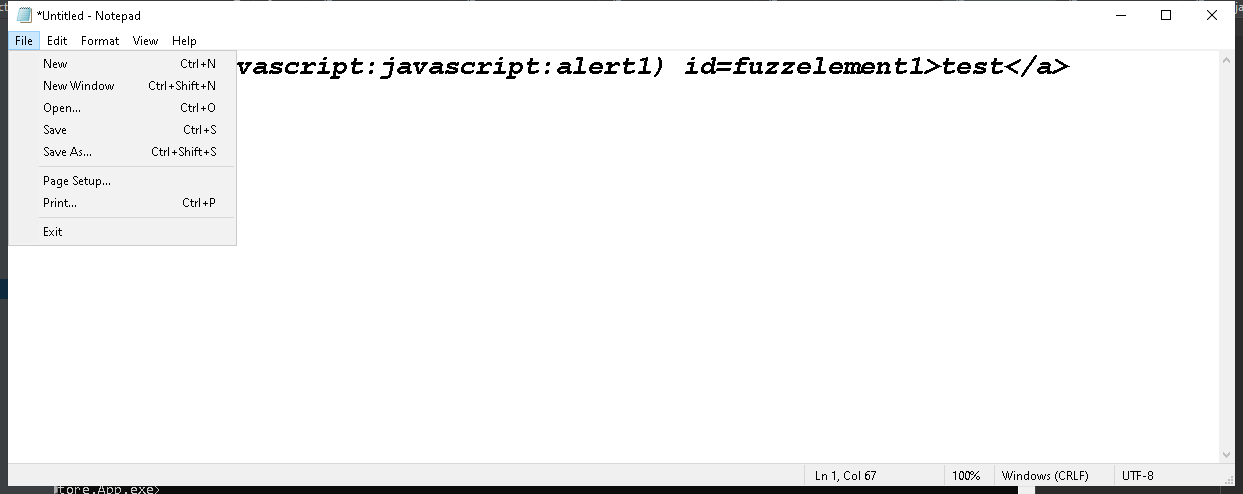 *Untitled - Notepad
File Edit Format View Help
vascript:javascript:alert1) id=fuzzelement1>test</a>
New Ctrl+N
New Window Ctrl+Shift+N
Open... Ctrl+O
Save Ctrl+S
Save As... Ctrl+Shift+S
Page Setup...
Print... Ctrl+P
Exit
Ln 1, Col 67 100% Windows (CRLF) UTF-8
tore.App.exe>